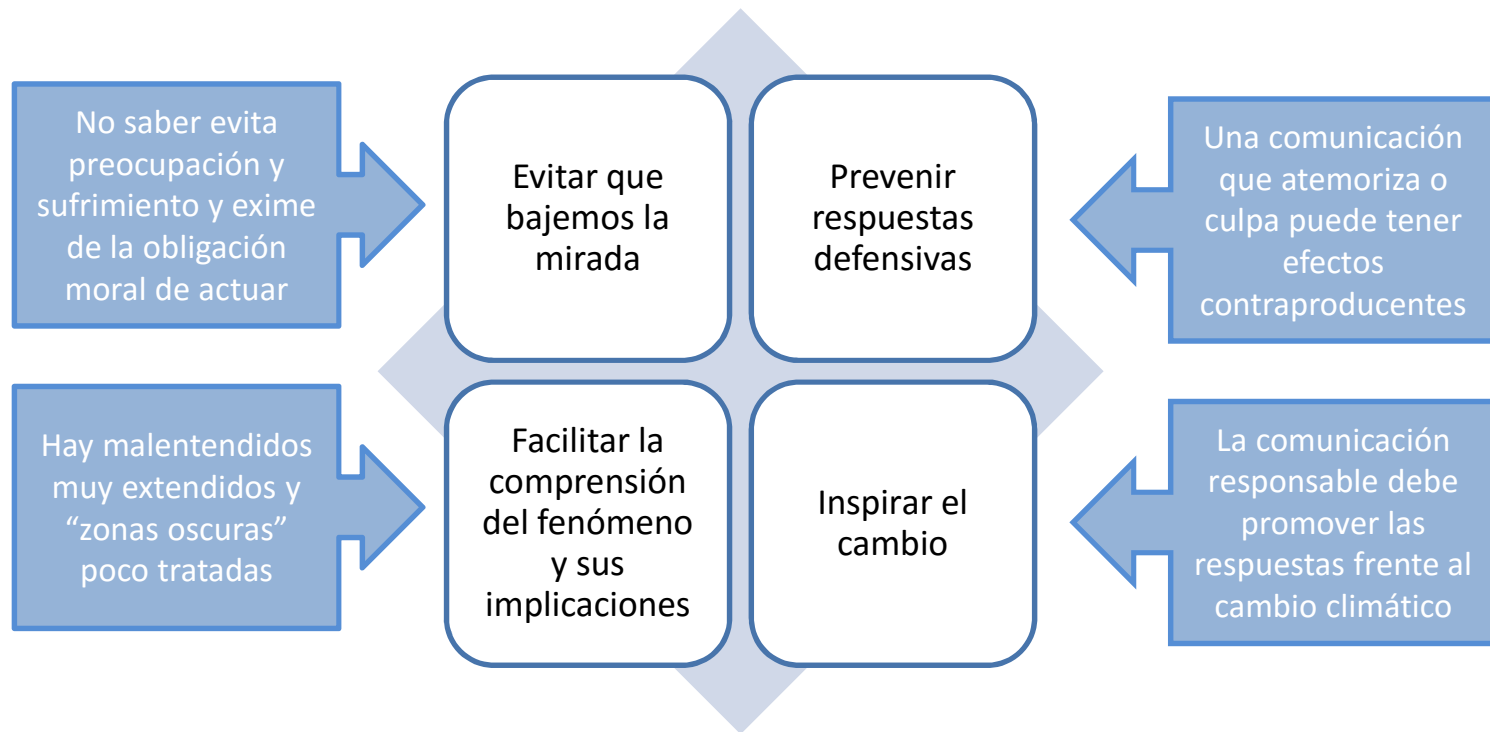 No saber evita
preocupación y
sufrimiento y exime
de la obligación
moral de actuar
Evitar que
bajemos la
mirada
Prevenir
respuestas
defensivas
Una comunicación
que atemoriza o
culpa puede tener
efectos
contraproducentes
Hay malentendidos
muy extendidos y
“zonas oscuras”
poco tratadas
Facilitar la
comprensión
del fenómeno
y sus
implicaciones
Inspirar el
cambio
La comunicación
responsable debe
promover las
respuestas frente al
cambio climático